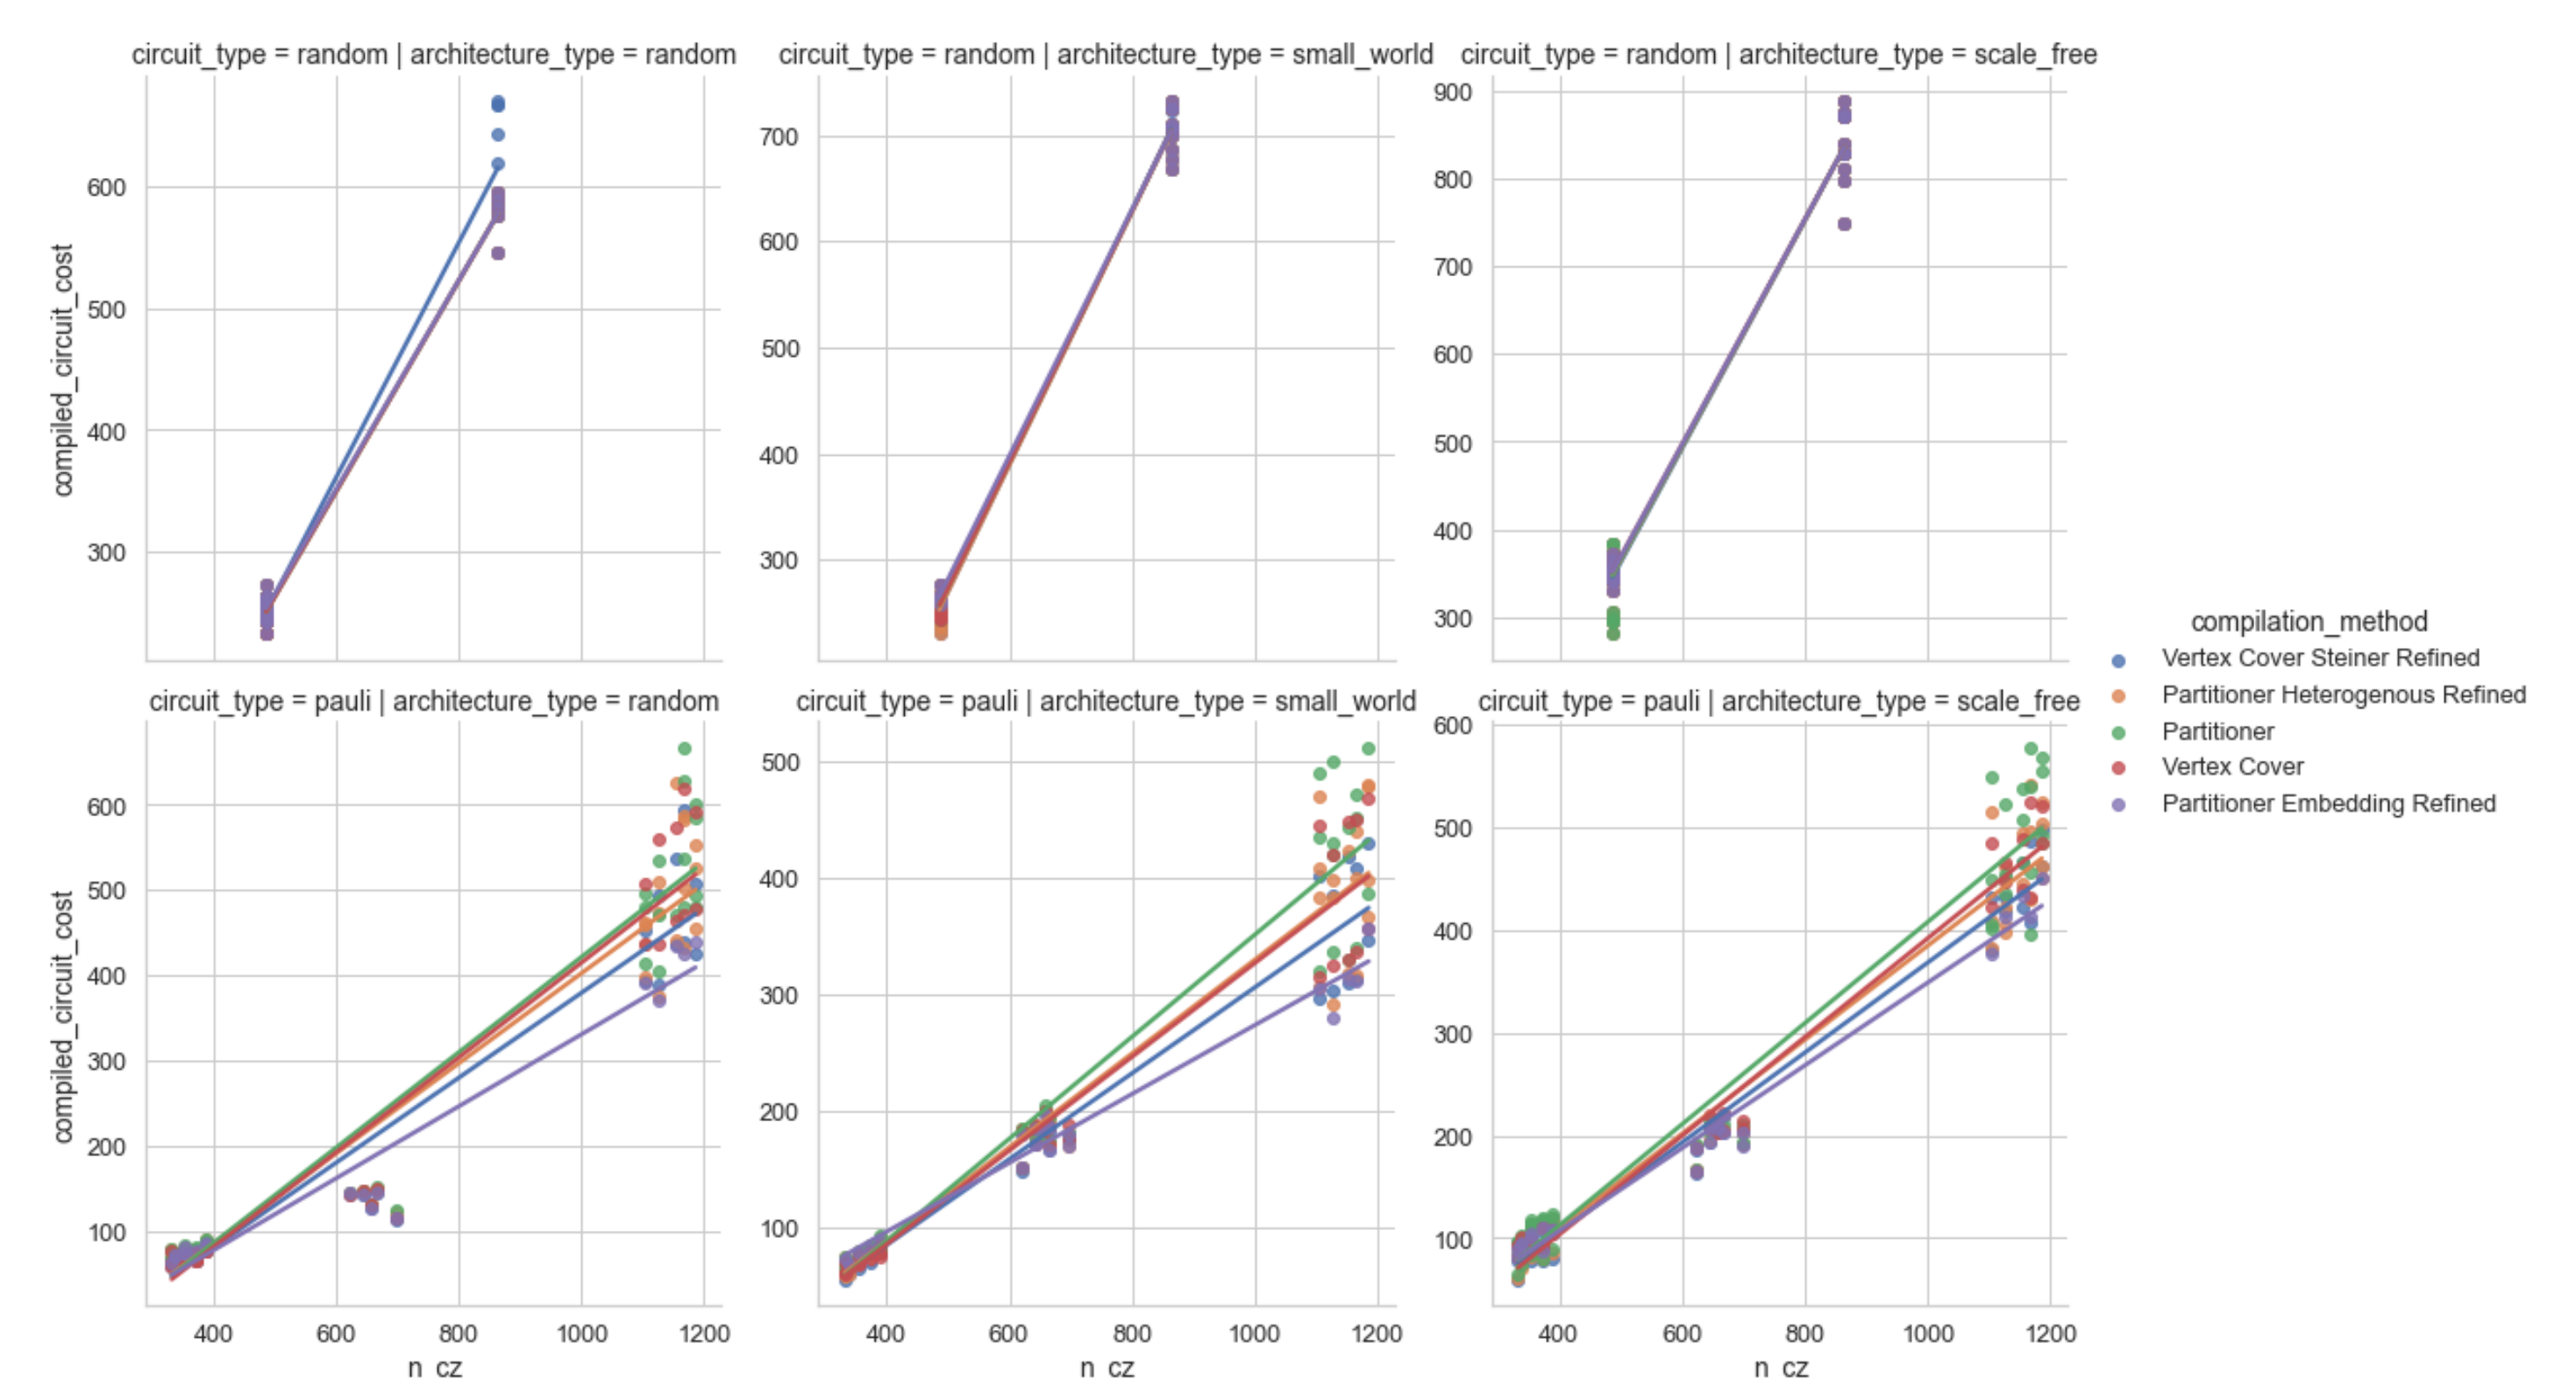 circuit_type = random | architecture_type = random
circuit_type = random | architecture_type = small_world
circuit_type = random | architecture_type = scale_free
compiled_circuit_cost
600
500
400
300
700
600
500
400
300
900
800
700
600
500
400
300
circuit_type = pauli | architecture_type = random
circuit_type = pauli | architecture_type = small_world
circuit_type = pauli | architecture_type = scale_free
compiled_circuit_cost
600
500
400
300
200
100
500
400
300
200
100
600
500
400
300
200
100
400 600 800 1000 1200
400 600 800 1000 1200
400 600 800 1000 1200
n_cz
n_cz
n_cz
compilation_method
Vertex Cover Steiner Refined
Partitioner Heterogenous Refined
Partitioner
Vertex Cover
Partitioner Embedding Refined